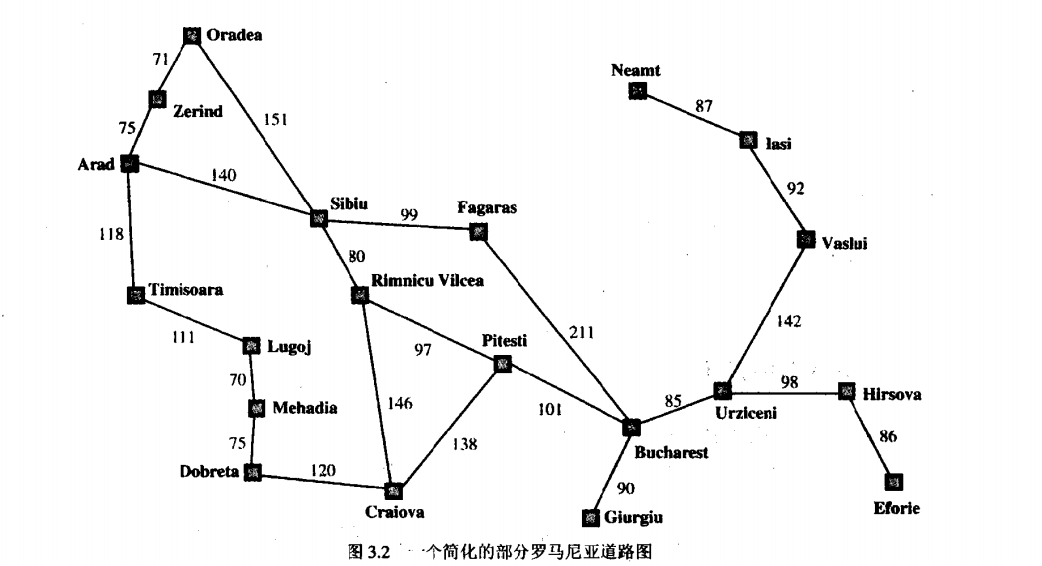 Oradea
71
Neamt
Zerind
87
151
75
Iasi
Arad
140
92
Sibiu
Fagaras
99
118
Vaslui
80
Rimnicu Vilcea
Timisoara
142
211
111
Pitesti
Lugoj
97
70
98
Hirsova
85
Urziceni
Mehadia
146
101
86
75
138
Bucharest
Dobreta
120
90
Eforie
Craiova
Giurgiu
图 3.2 一个简化的部分罗马尼亚道路图